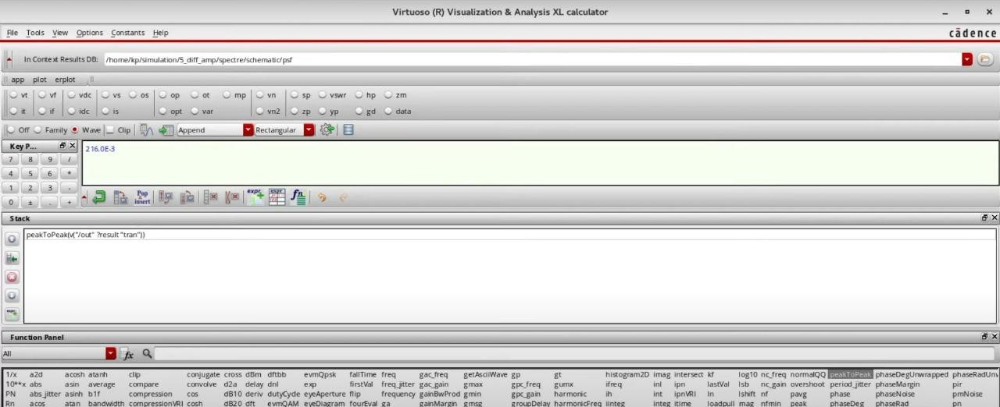 Virtuoso (R) Visualization & Analysis XL calculator
File Tools View Options Constants Help
cādence
In Context Results DB: /home/kp/simulation/5_diff_amp/spectre/schematic/psf
app plot erplot
vt vf vdc vs os op ot mp vn sp vswr hp zm
it if idc is opt var vn2 zp yp gd data
Off Family Wave Clip Append Rectangular
Key P...
7 8 9 /
4 5 6 *
1 2 3 -
0 ± . +
216.0E-3
Pop insert expr expr fn
Stack
peakToPeak(v("/out" ?result "tran"))
expr
Function Panel
All fx
1/x a2d acosh atanh clip conjugate cross dBm dftbb evmQpsk fallTime freq gac_freq getAsciiWave gp gt histogram2D imag intersect kf log10 nc_freq normalQQ peakToPeak phaseDegUnwrapped phaseRadUnv
10**x abs asin average compare convolve d2a delay dnl exp firstVal freq_jitter gac_gain gmax gpc_freq gumx ifreq inl ipn lastVal lsb nc_gain overshoot period_jitter phaseMargin pir
PN abs_jitter asinh b1f compression cos dB10 deriv dutyCycle eyeAperture flip frequency gainBwProd gmin gpc_gain harmonic ih int ipnVRI ln lshift nf pavg phase phaseNoise pmNoise
Rn acos atan bandwidth compressionVRI cosh dB20 dft evmQAM eyeDiagram fourEval ga gainMargin gmsg groupDelay harmonicFreq iinteg integ itime loadpull mag nfmin peak phaseDeg phaseRad pn